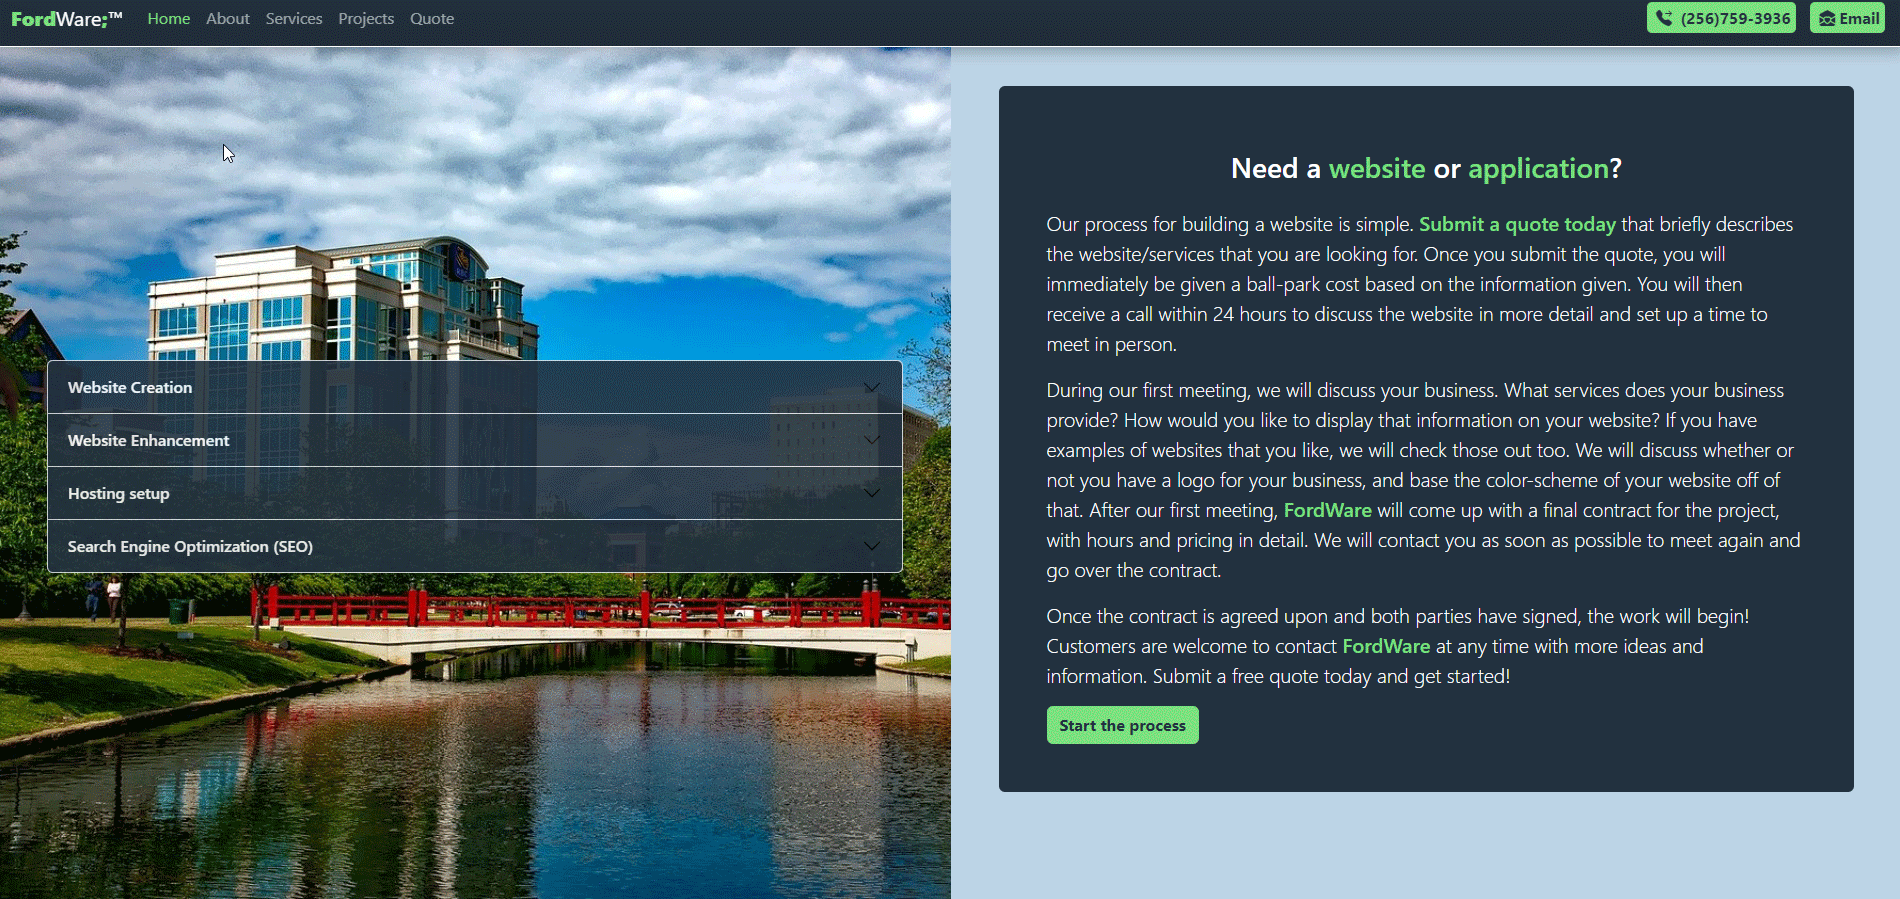 FordWare;™ Home About Services Projects Quote (256)759-3936 Email
Website Creation
Website Enhancement
Hosting setup
Search Engine Optimization (SEO)
Need a website or application?
Our process for building a website is simple. Submit a quote today that briefly describes
the website/services that you are looking for. Once you submit the quote, you will
immediately be given a ball-park cost based on the information given. You will then
receive a call within 24 hours to discuss the website in more detail and set up a time to
meet in person.
During our first meeting, we will discuss your business. What services does your business
provide? How would you like to display that information on your website? If you have
examples of websites that you like, we will check those out too. We will discuss whether or
not you have a logo for your business, and base the color-scheme of your website off of
that. After our first meeting, FordWare will come up with a final contract for the project,
with hours and pricing in detail. We will contact you as soon as possible to meet again and
go over the contract.
Once the contract is agreed upon and both parties have signed, the work will begin!
Customers are welcome to contact FordWare at any time with more ideas and
information. Submit a free quote today and get started!
Start the process